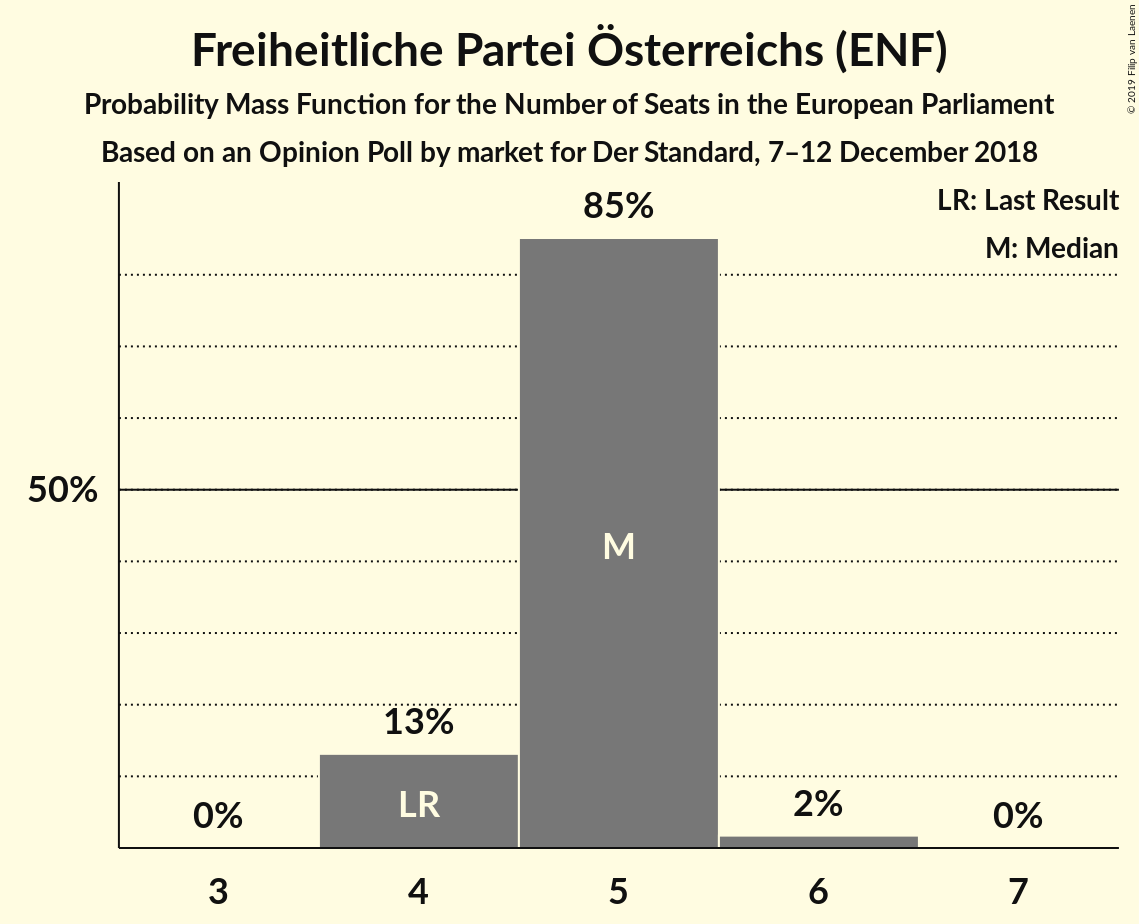 Freiheitliche Partei Österreichs (ENF)
Probability Mass Function for the Number of Seats in the European Parliament
Based on an Opinion Poll by market for Der Standard, 7–12 December 2018
© 2019 Filip van Laenen
LR: Last Result
M: Median
85%
50%
M
13%
LR
0%
2%
0%
3 4 5 6 7